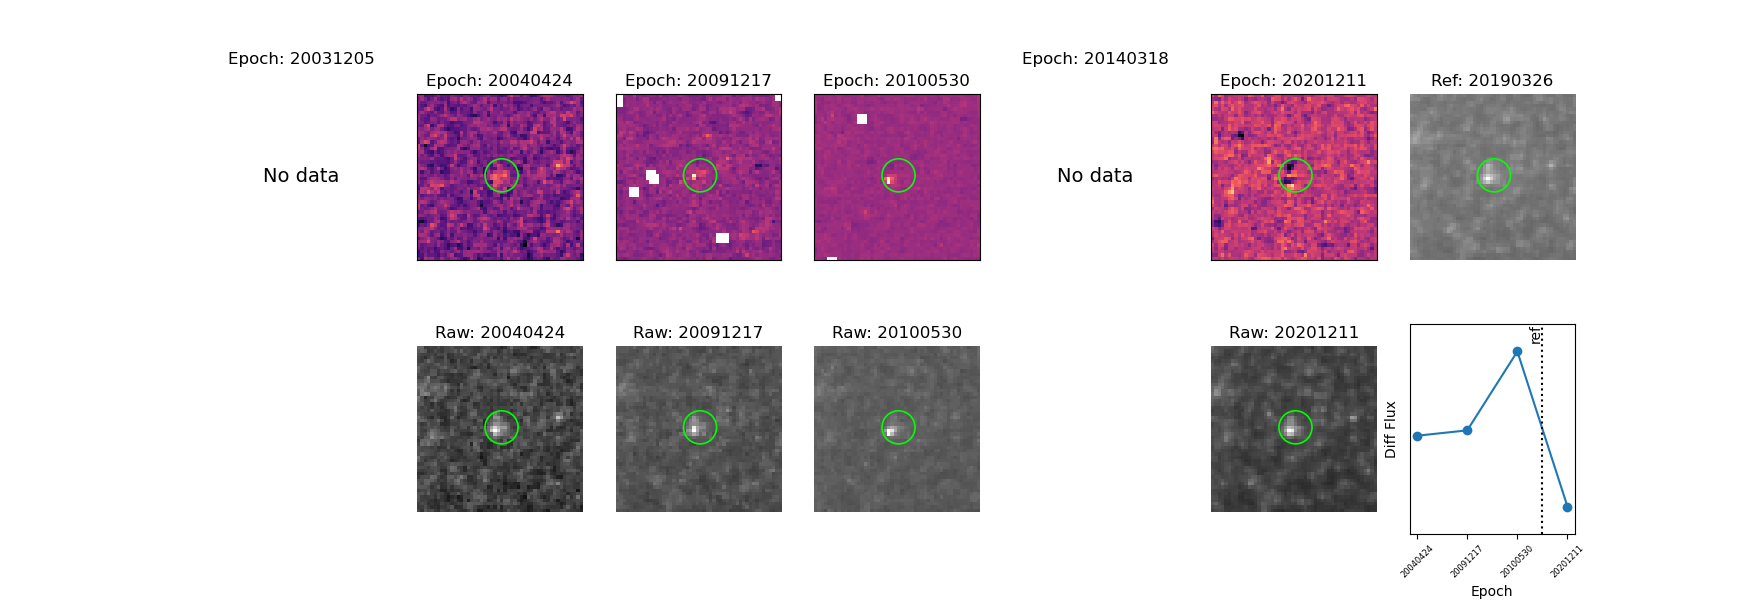 Epoch: 20031205
Epoch: 20140318
Epoch: 20040424
Epoch: 20091217
Epoch: 20100530
Epoch: 20201211
Ref: 20190326
No data
No data
Raw: 20040424
Raw: 20091217
Raw: 20100530
Raw: 20201211
ref
Diff Flux
20040424
20091217
20100530
20201211
Epoch